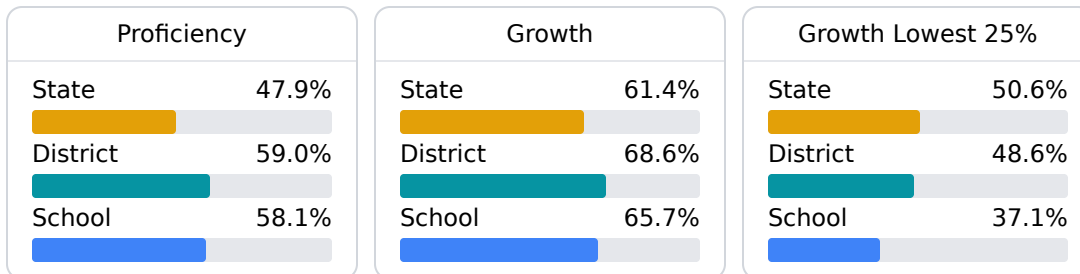 Proficiency
State 47.9%
District 59.0%
School 58.1%
Growth
State 61.4%
District 68.6%
School 65.7%
Growth Lowest 25%
State 50.6%
District 48.6%
School 37.1%